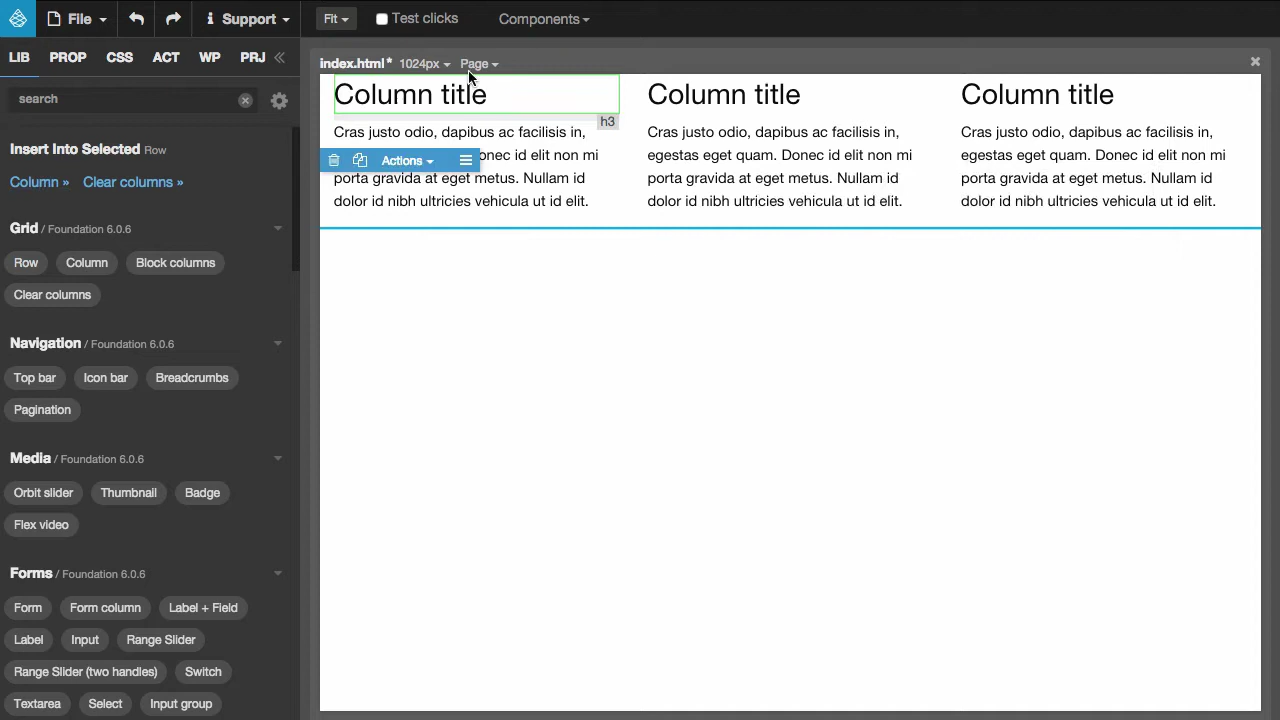 File
Support
Fit
Test clicks
Components
LIB
PROP
CSS
ACT
WP
PRJ
index.html* 1024px Page
search
Insert Into Selected Row
Column » Clear columns »
Grid / Foundation 6.0.6
Row
Column
Block columns
Clear columns
Navigation / Foundation 6.0.6
Top bar
Icon bar
Breadcrumbs
Pagination
Media / Foundation 6.0.6
Orbit slider
Thumbnail
Badge
Flex video
Forms / Foundation 6.0.6
Form
Form column
Label + Field
Label
Input
Range Slider
Range Slider (two handles)
Switch
Textarea
Select
Input group
Column title
h3
Cras justo odio, dapibus ac facilisis in,
Actions
onec id elit non mi
porta gravida at eget metus. Nullam id
dolor id nibh ultricies vehicula ut id elit.
Column title
Cras justo odio, dapibus ac facilisis in,
egestas eget quam. Donec id elit non mi
porta gravida at eget metus. Nullam id
dolor id nibh ultricies vehicula ut id elit.
Column title
Cras justo odio, dapibus ac facilisis in,
egestas eget quam. Donec id elit non mi
porta gravida at eget metus. Nullam id
dolor id nibh ultricies vehicula ut id elit.